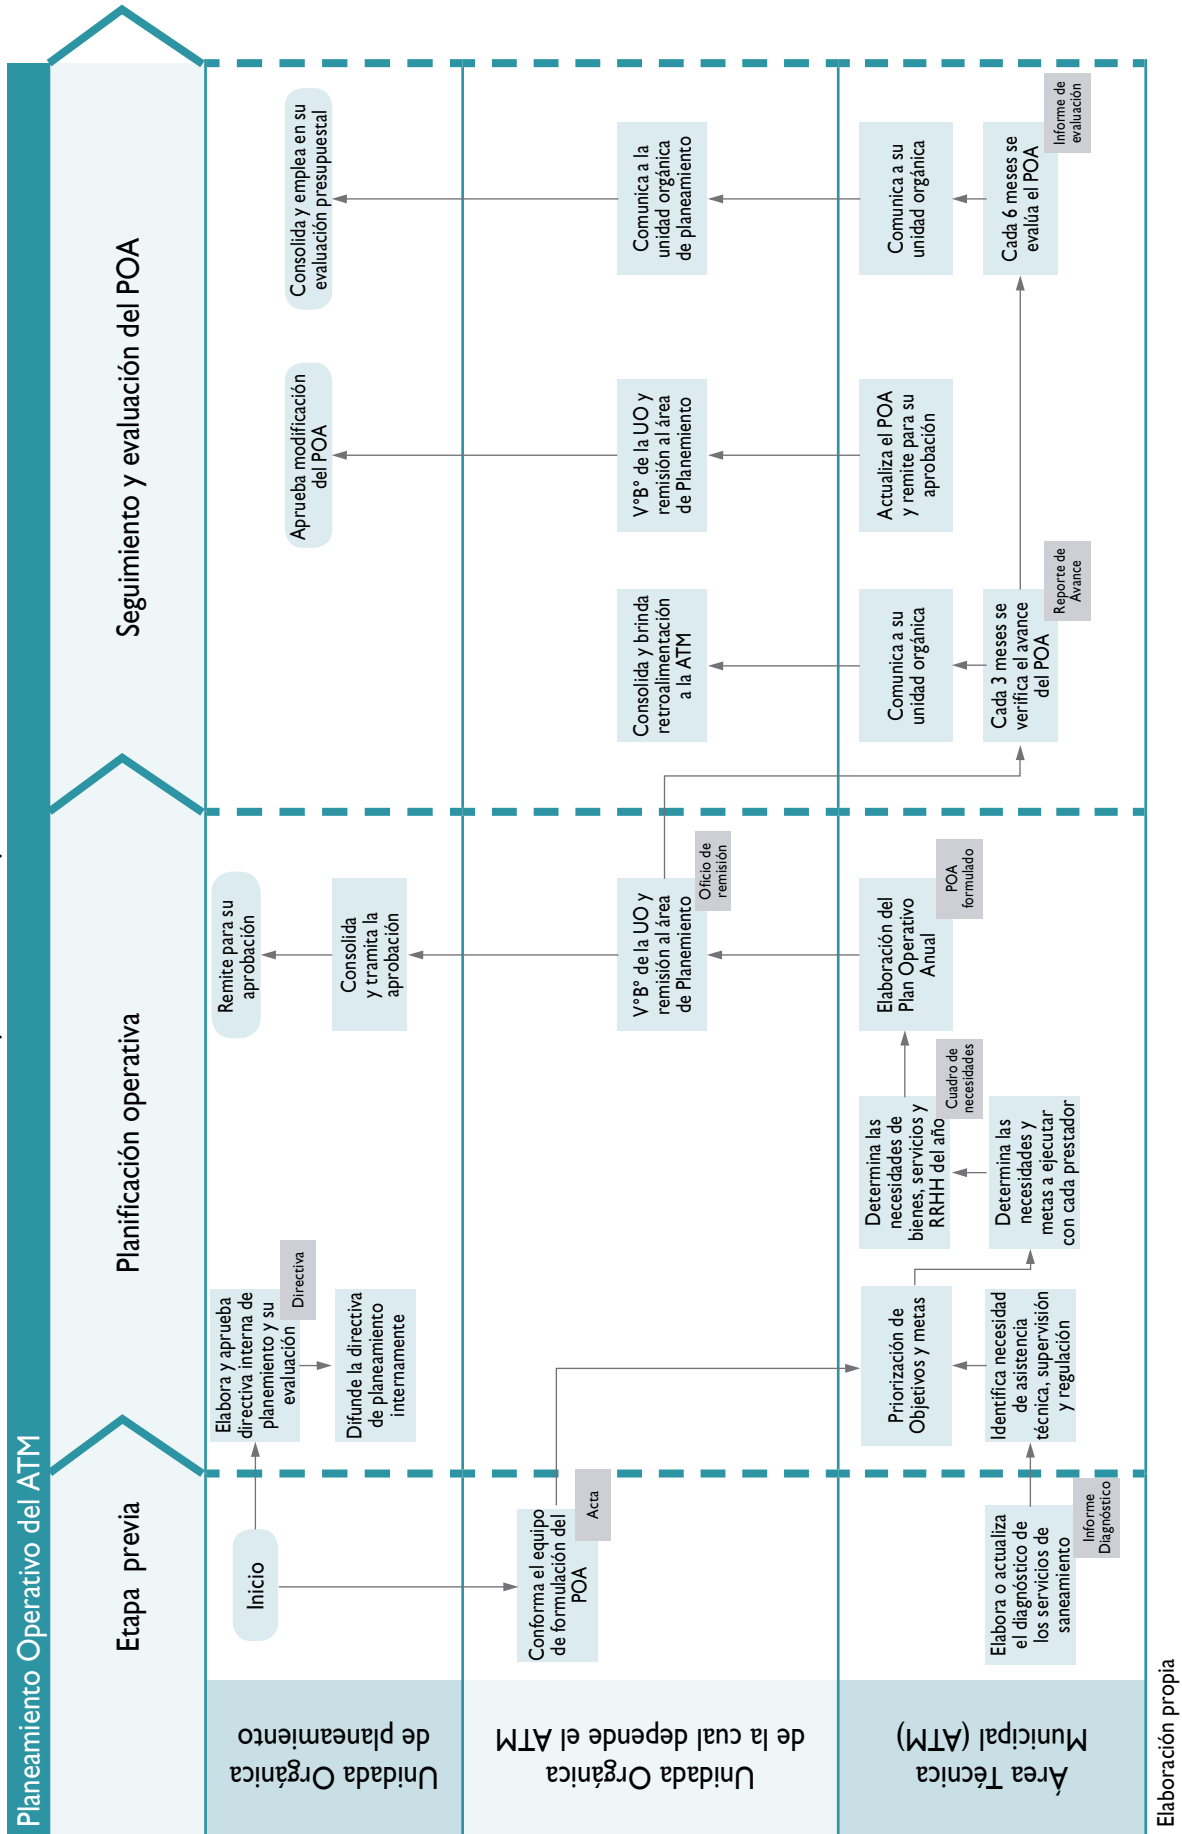 Planeamiento Operativo del ATM
Etapa previa
Planificación operativa
Seguimiento y evaluación del POA
Unidada Orgánica
de planeamiento
Inicio
Elabora y aprueba
directiva interna de
planemiento y su
evaluación
Directiva
Difunde la directiva
de planeamiento
internamente
Remite para su
aprobación
Consolida
y tramita la
aprobación
Aprueba modificación
del POA
Consolida y emplea en su
evaluación presupuestal
Unidada Orgánica
de la cual depende el ATM
Conforma el equipo
de formulación del
POA
Acta
V°B° de la UO y
remisión al área
de Planemiento
Oficio de
remisión
Consolida y brinda
retroalimentación
a la ATM
V°B° de la UO y
remisión al área
de Planemiento
Comunica a la
unidad orgánica
de planeamiento
Área Técnica
Municipal (ATM)
Elabora o actualiza
el diagnóstico de
los servicios de
saneamiento
Informe
Diagnóstico
Priorización de
Objetivos y metas
Identifica necesidad
de asistencia
técnica, supervisión
y regulación
Determina las
necesidades de
bienes, servicios y
RRHH del año
Cuadro de
necesidades
Determina las
necesidades y
metas a ejecutar
con cada prestador
Elaboración del
Plan Operativo
Anual
POA
formulado
Comunica a su
unidad orgánica
Cada 3 meses se
verifica el avance
del POA
Reporte de
Avance
Actualiza el POA
y remite para su
aprobación
Comunica a su
unidad orgánica
Cada 6 meses se
evalúa el POA
Informe de
evaluación
Elaboración propia